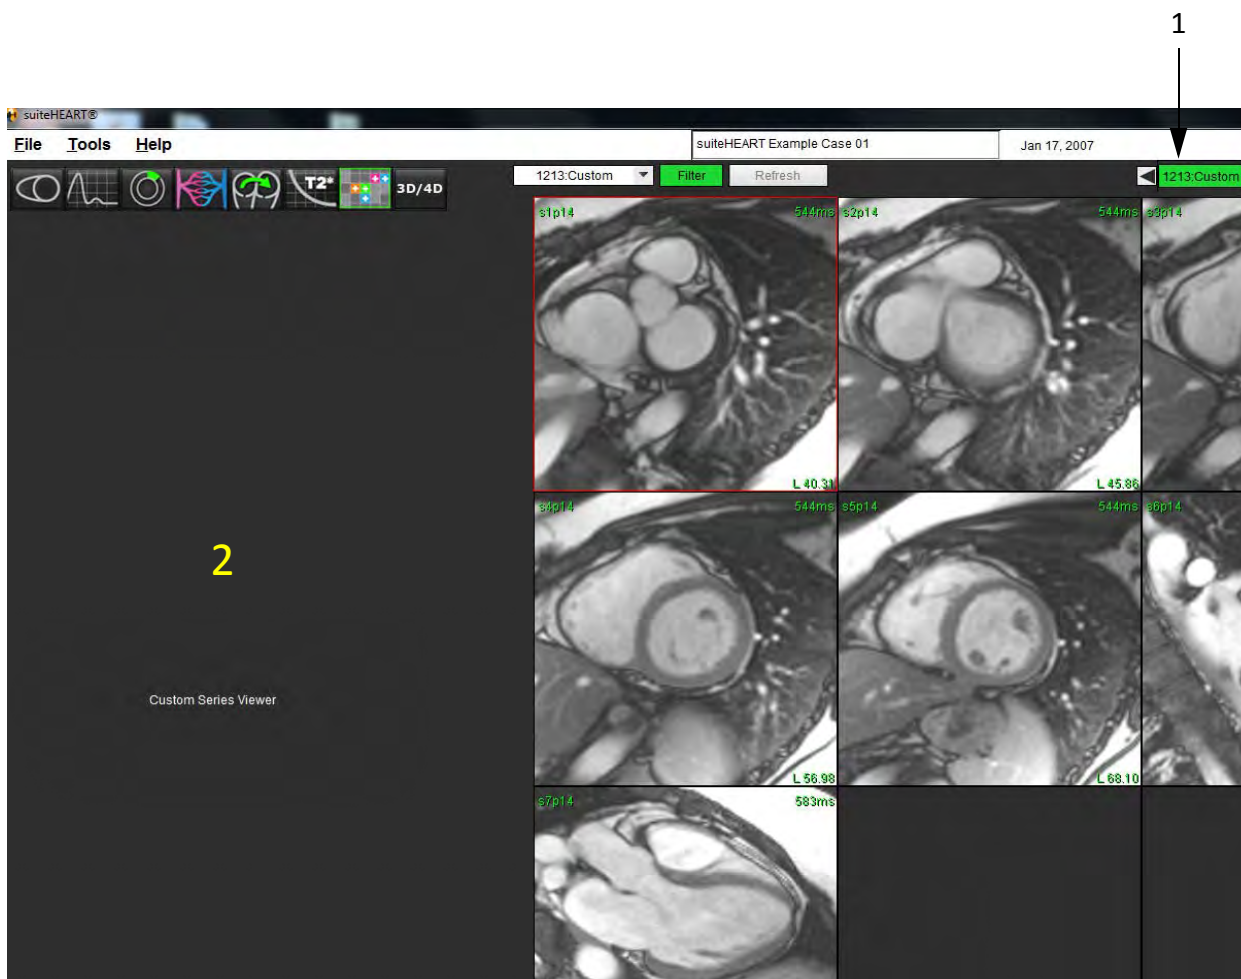 1
suiteHEART®
File Tools Help suiteHEART Example Case 01 Jan 17, 2007
1213:Custom Filter Refresh 1213:Custom
T2* 3D/4D
s1p14 544ms s2p14 544ms s3p14
L 40.31 L 45.86
s4p14 544ms s5p14 544ms s6p14
2
Custom Series Viewer
L 56.98 L 68.10
s7p14 583ms